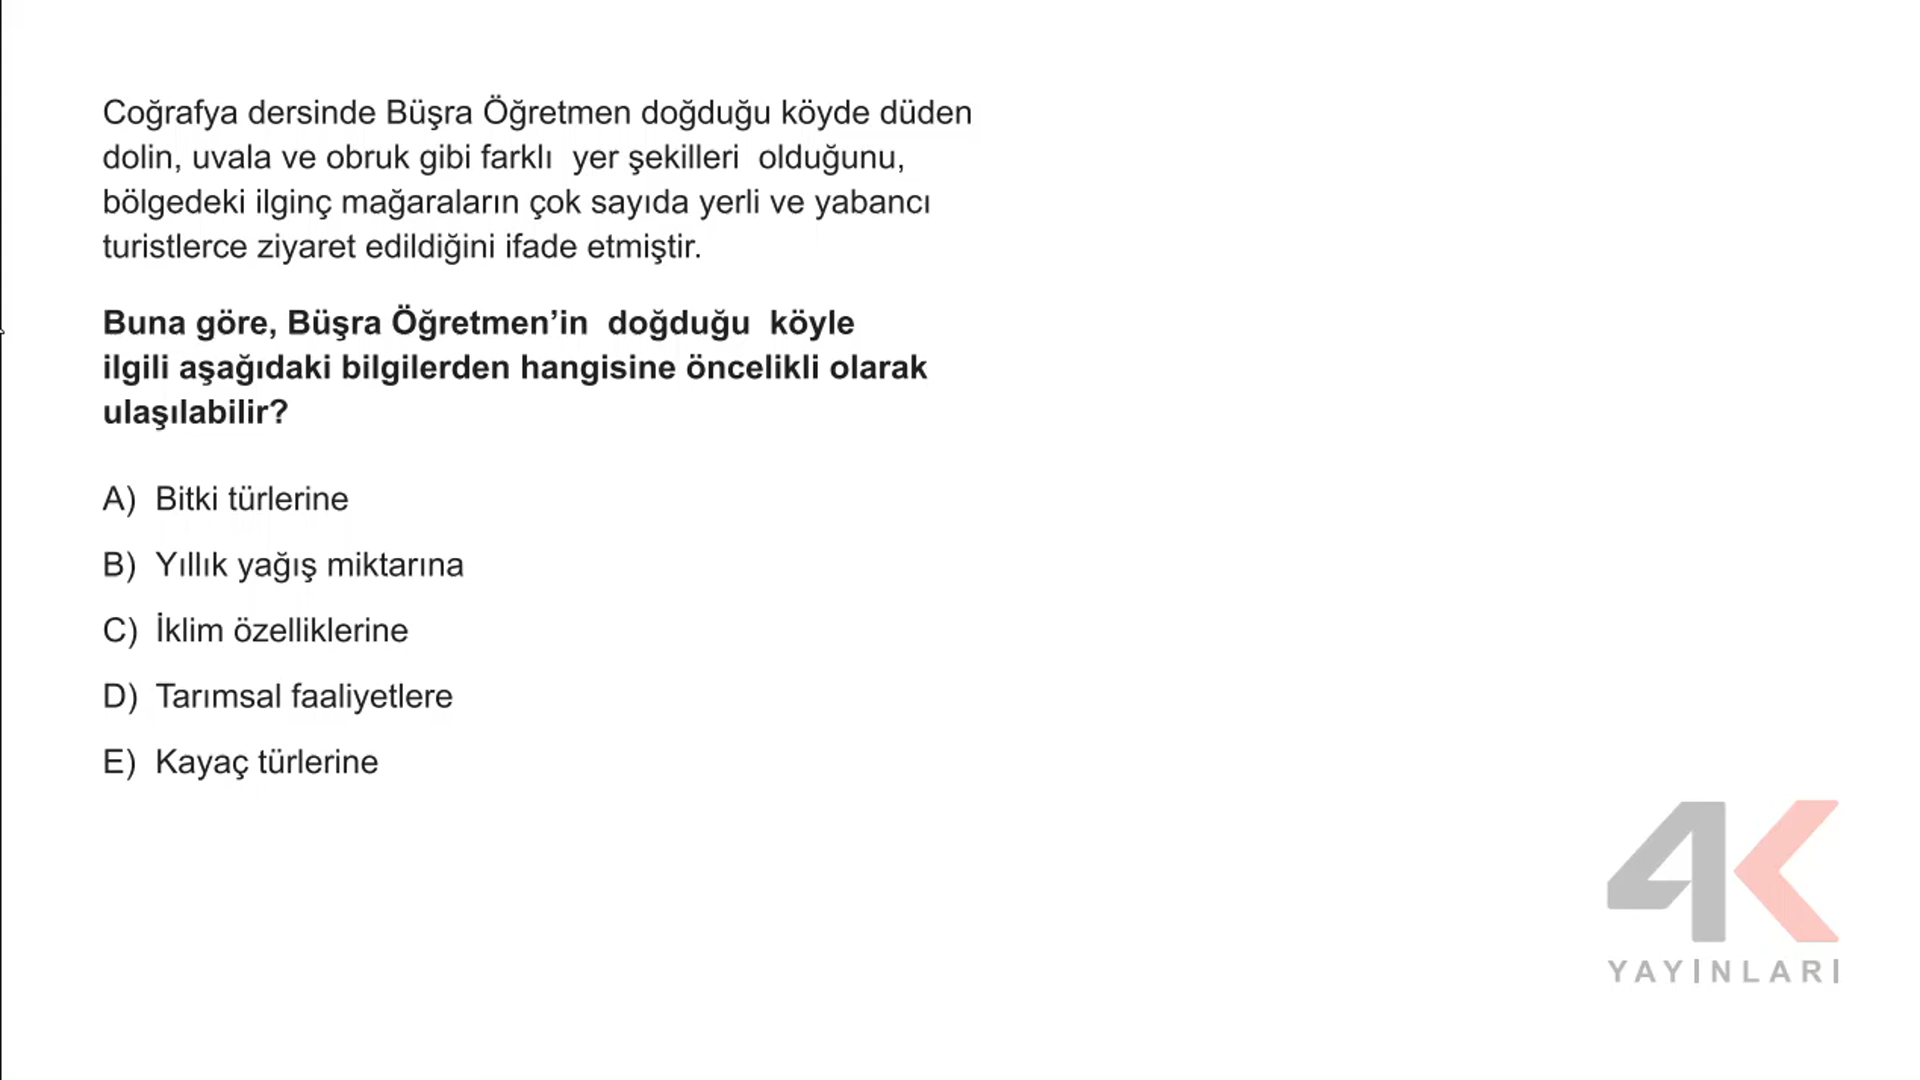 Coğrafya dersinde Büşra Öğretmen doğduğu köyde düden
dolin, uvala ve obruk gibi farklı yer şekilleri olduğunu,
bölgedeki ilginç mağaraların çok sayıda yerli ve yabancı
turistlerce ziyaret edildiğini ifade etmiştir.
Buna göre, Büşra Öğretmen’in doğduğu köyle
ilgili aşağıdaki bilgilerden hangisine öncelikli olarak
ulaşılabilir?
A) Bitki türlerine
B) Yıllık yağış miktarına
C) İklim özelliklerine
D) Tarımsal faaliyetlere
E) Kayaç türlerine
4K
YAYINLARI